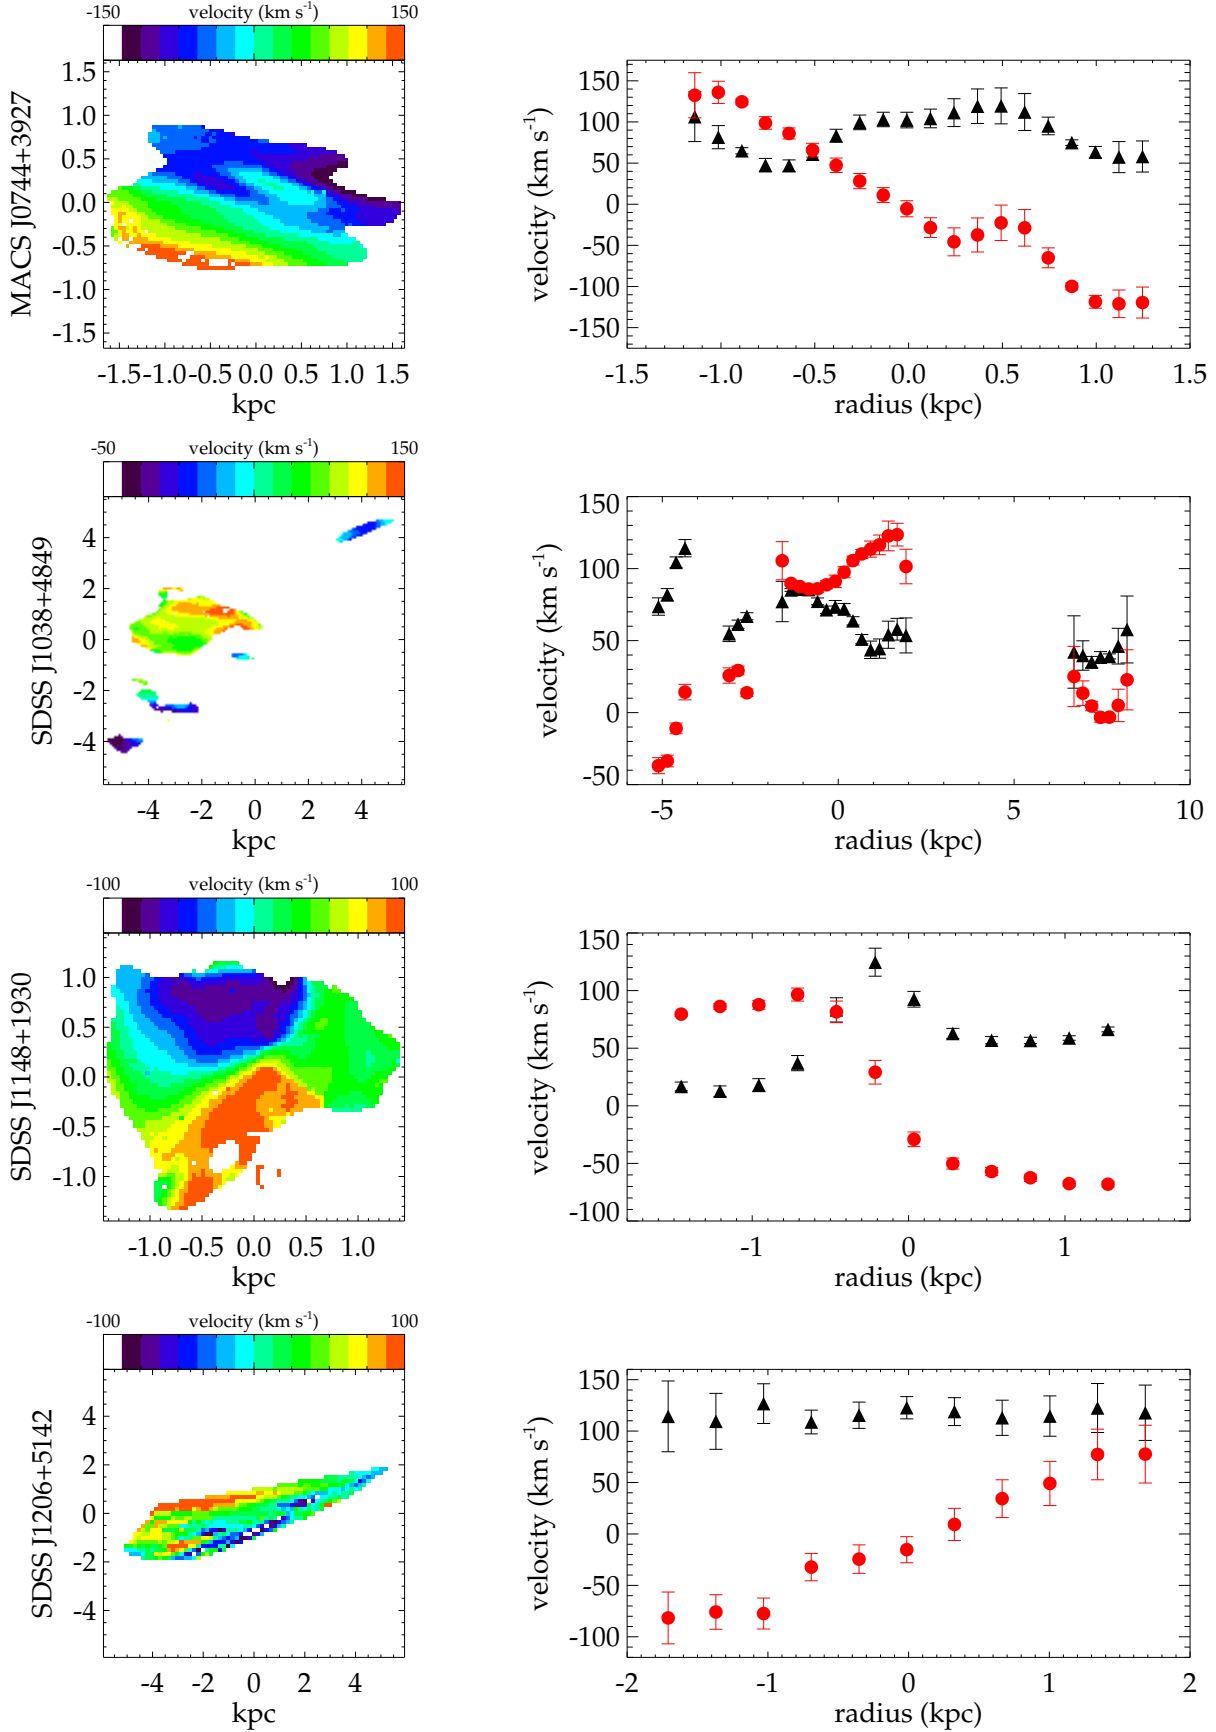 -150 velocity (km s⁻¹) 150
MACS J0744+3927
1.5
1.0
0.5
0.0
-0.5
-1.0
-1.5
-1.5 -1.0 -0.5 0.0 0.5 1.0 1.5
kpc
velocity (km s⁻¹)
150
100
50
0
-50
-100
-150
-1.5 -1.0 -0.5 0.0 0.5 1.0 1.5
radius (kpc)
-50 velocity (km s⁻¹) 150
SDSS J1038+4849
4
2
0
-2
-4
-4 -2 0 2 4
kpc
velocity (km s⁻¹)
150
100
50
0
-50
-5 0 5 10
radius (kpc)
-100 velocity (km s⁻¹) 100
SDSS J1148+1930
1.0
0.5
0.0
-0.5
-1.0
-1.0 -0.5 0.0 0.5 1.0
kpc
velocity (km s⁻¹)
150
100
50
0
-50
-100
-1 0 1
radius (kpc)
-100 velocity (km s⁻¹) 100
SDSS J1206+5142
4
2
0
-2
-4
-4 -2 0 2 4
kpc
velocity (km s⁻¹)
150
100
50
0
-50
-100
-2 -1 0 1 2
radius (kpc)